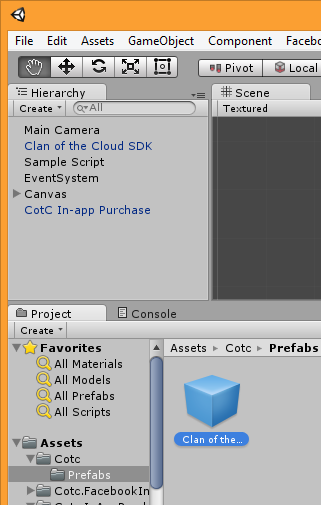 File Edit Assets GameObject Component Facebo
Pivot Local
Hierarchy
Create All
Main Camera
Clan of the Cloud SDK
Sample Script
EventSystem
Canvas
CotC In-app Purchase
Scene
Textured
Project Console
Create
Favorites
All Materials
All Models
All Prefabs
All Scripts
Assets
Cotc
Prefabs
Cotc.FacebookIn
Assets Cotc Prefabs
Clan of the...